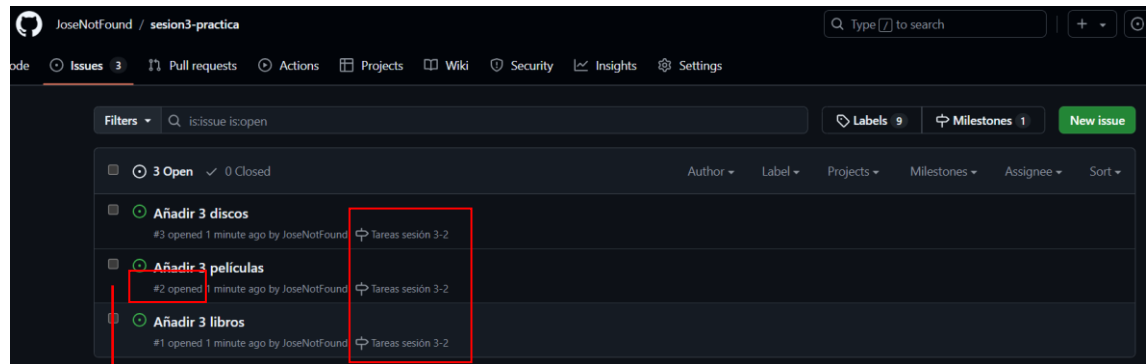 JoseNotFound / sesion3-practica
Type / to search
ode Issues 3 Pull requests Actions Projects Wiki Security Insights Settings
Filters is:issue is:open Labels 9 Milestones 1 New issue
3 Open 0 Closed Author Label Projects Milestones Assignee Sort
Añadir 3 discos
#3 opened 1 minute ago by JoseNotFound Tareas sesión 3-2
Añadir 3 películas
#2 opened 1 minute ago by JoseNotFound Tareas sesión 3-2
Añadir 3 libros
#1 opened 1 minute ago by JoseNotFound Tareas sesión 3-2